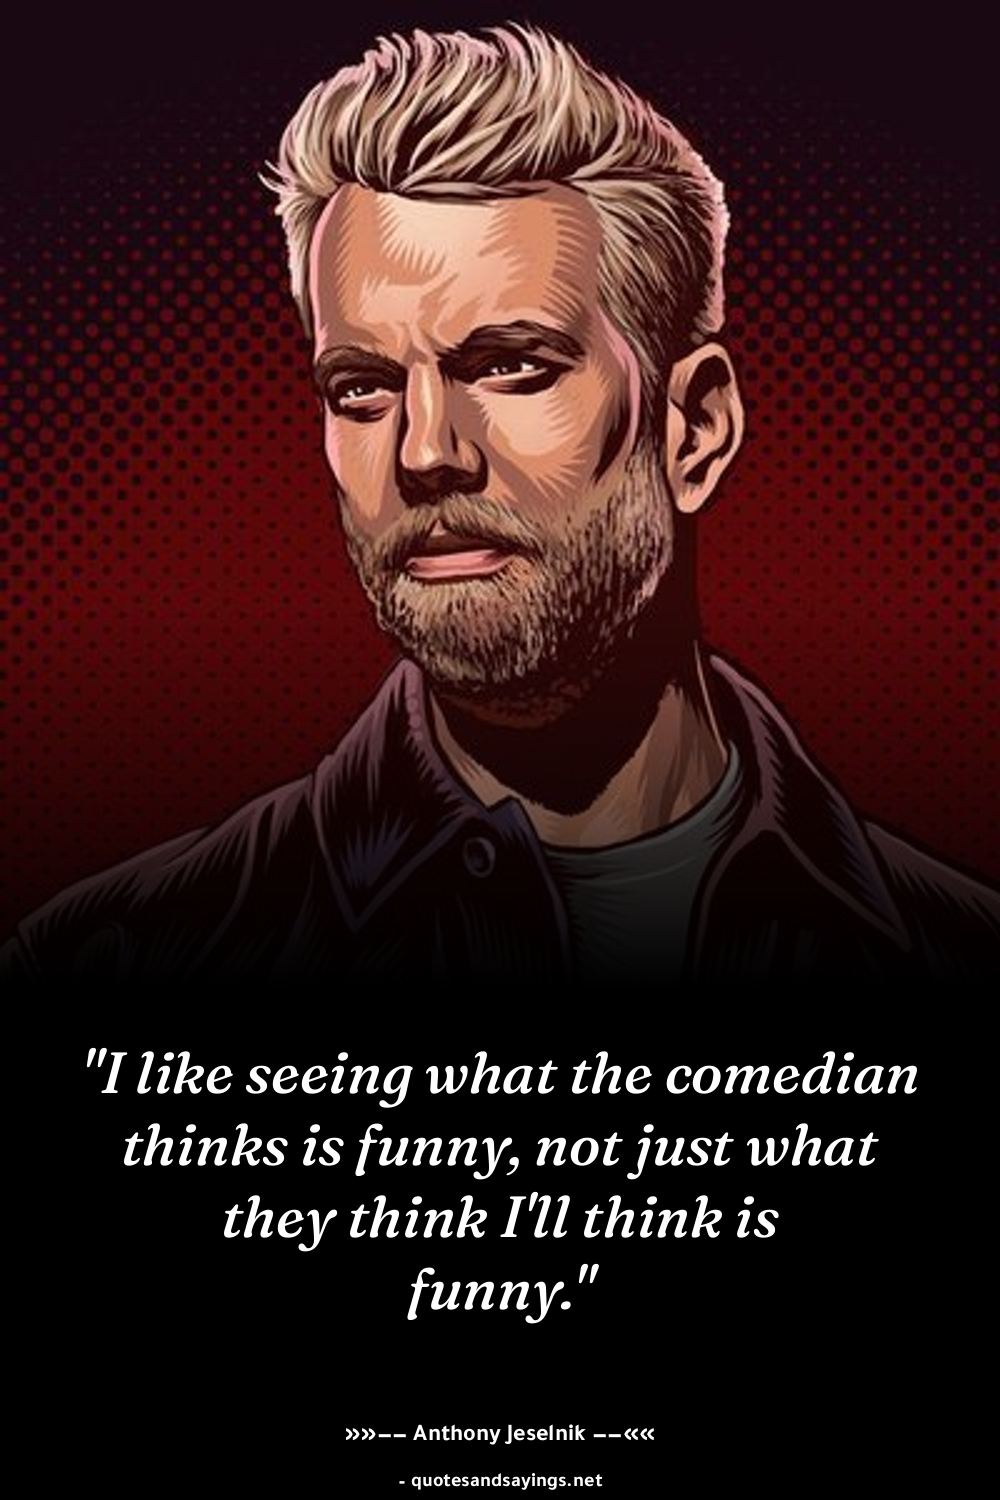 "I like seeing what the comedian
thinks is funny, not just what
they think I'll think is
funny."
»»–– Anthony Jeselnik ––««
- quotesandsayings.net